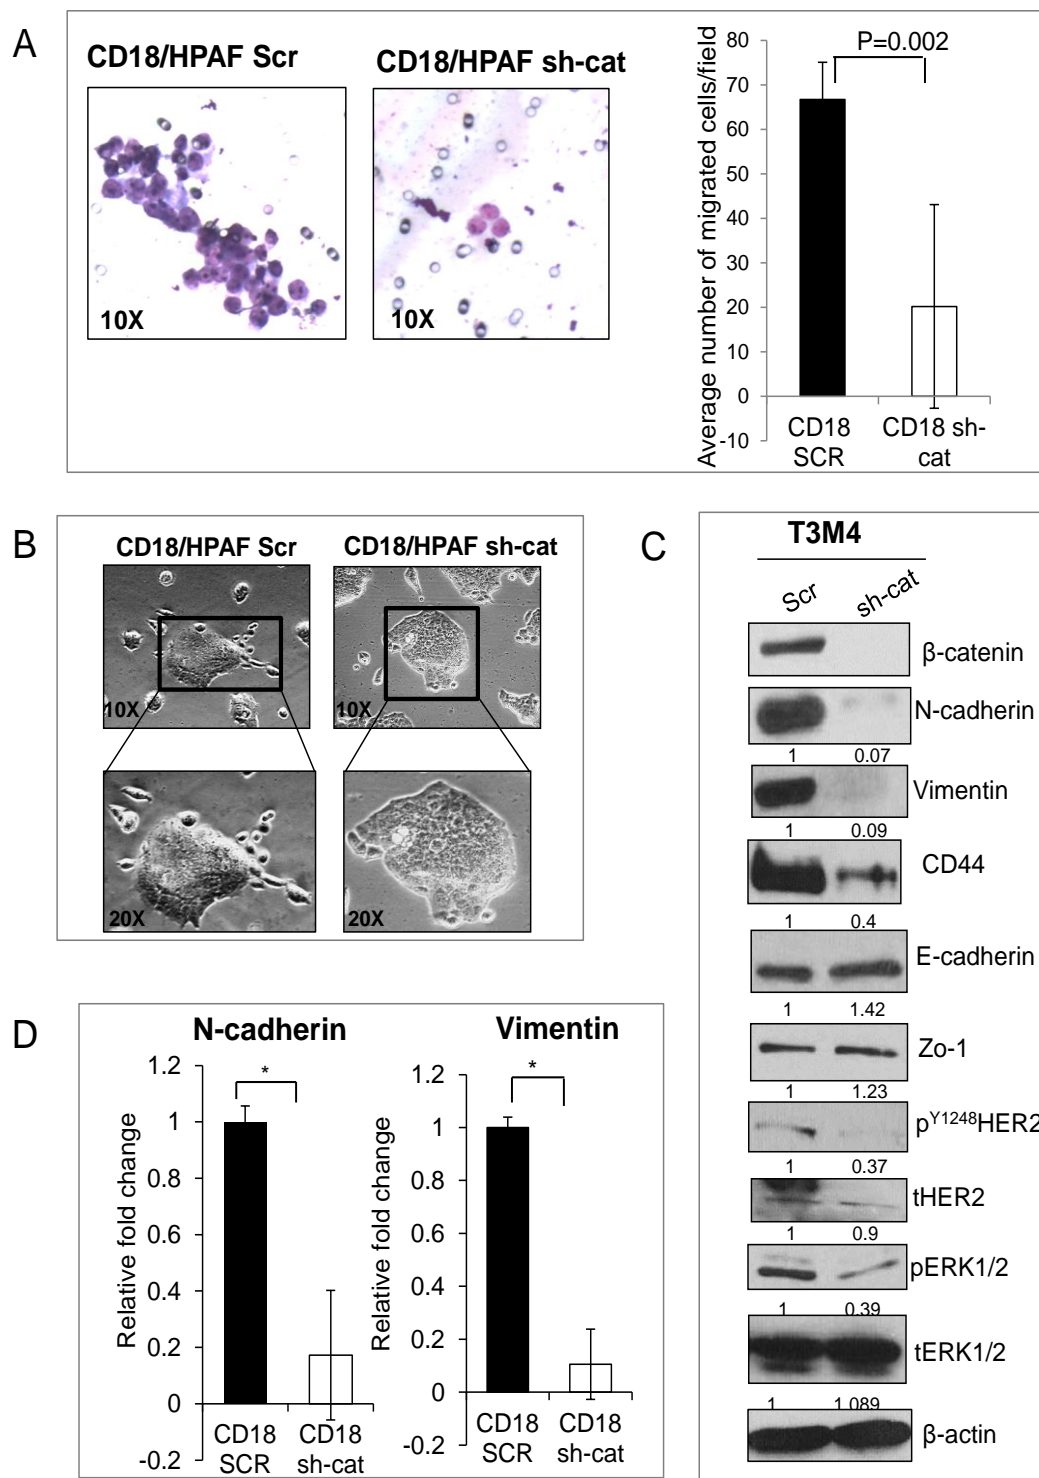 A
CD18/HPAF Scr
CD18/HPAF sh-cat
10X
10X
Average number of migrated cells/field
80
70
60
50
40
30
20
10
0
-10
P=0.002
CD18
SCR
CD18 sh-
cat
B
CD18/HPAF Scr
CD18/HPAF sh-cat
10X
10X
20X
20X
C
T3M4
Scr
sh-cat
β-catenin
N-cadherin
1 0.07
Vimentin
1 0.09
CD44
1 0.4
E-cadherin
1 1.42
Zo-1
1 1.23
pY1248HER2
1 0.37
tHER2
1 0.9
pERK1/2
1 0.39
tERK1/2
1 1.089
β-actin
D
N-cadherin
Relative fold change
1.2
1
0.8
0.6
0.4
0.2
0
-0.2
*
CD18
SCR
CD18
sh-cat
Vimentin
Relative fold change
1.2
1
0.8
0.6
0.4
0.2
0
-0.2
*
CD18
SCR
CD18
sh-cat